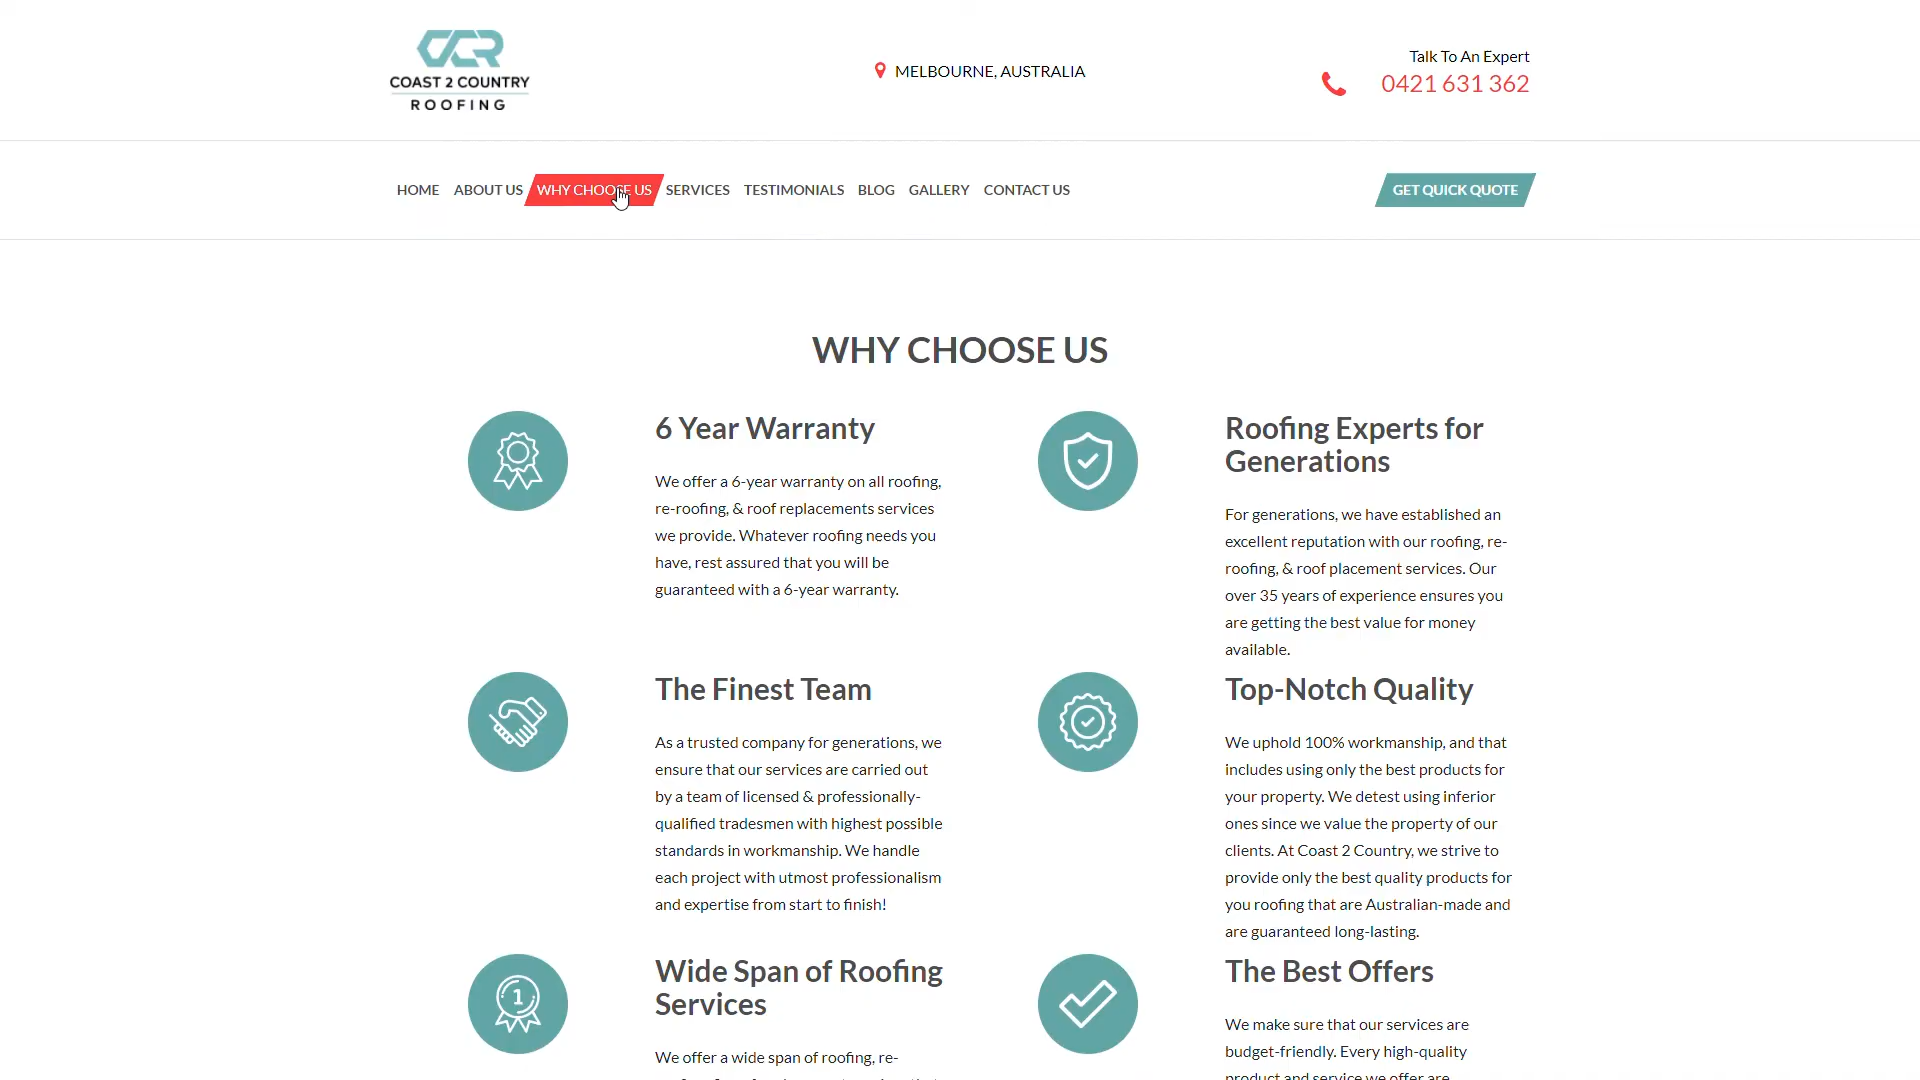 COAST 2 COUNTRY
ROOFING
MELBOURNE, AUSTRALIA
Talk To An Expert
0421 631 362
HOME ABOUT US WHY CHOOSE US SERVICES TESTIMONIALS BLOG GALLERY CONTACT US GET QUICK QUOTE
WHY CHOOSE US
6 Year Warranty
We offer a 6-year warranty on all roofing,
re-roofing, & roof replacements services
we provide. Whatever roofing needs you
have, rest assured that you will be
guaranteed with a 6-year warranty.
Roofing Experts for
Generations
For generations, we have established an
excellent reputation with our roofing, re-
roofing, & roof placement services. Our
over 35 years of experience ensures you
are getting the best value for money
available.
The Finest Team
As a trusted company for generations, we
ensure that our services are carried out
by a team of licensed & professionally-
qualified tradesmen with highest possible
standards in workmanship. We handle
each project with utmost professionalism
and expertise from start to finish!
Top-Notch Quality
We uphold 100% workmanship, and that
includes using only the best products for
your property. We detest using inferior
ones since we value the property of our
clients. At Coast 2 Country, we strive to
provide only the best quality products for
you roofing that are Australian-made and
are guaranteed long-lasting.
1
Wide Span of Roofing
Services
We offer a wide span of roofing, re-
The Best Offers
We make sure that our services are
budget-friendly. Every high-quality
product and service we offer are